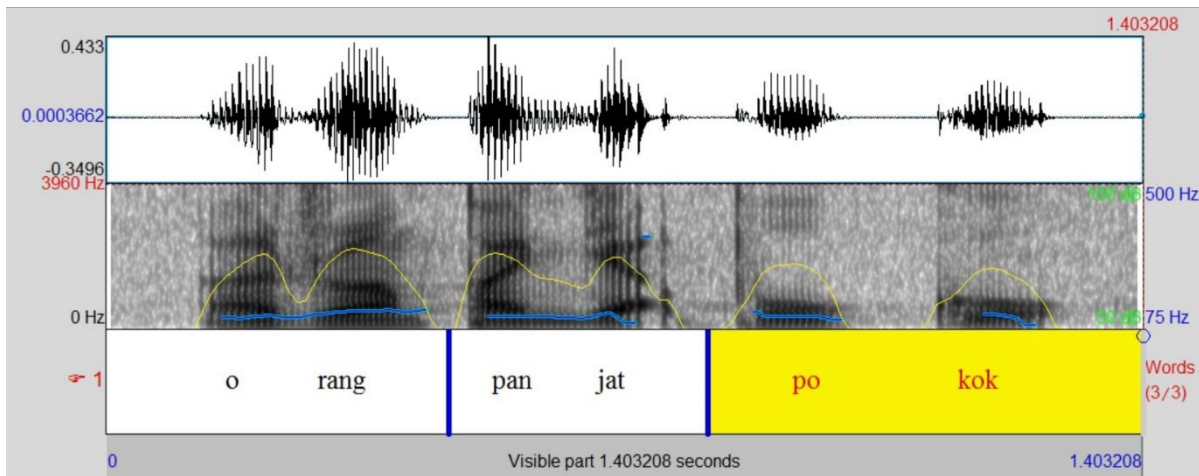 1.403208
0.433
0.0003662
-0.3496
3960 Hz
100 dB 500 Hz
0 Hz
50 dB 75 Hz
☞ 1 o rang pan jat po kok Words
(3/3)
0 Visible part 1.403208 seconds 1.403208